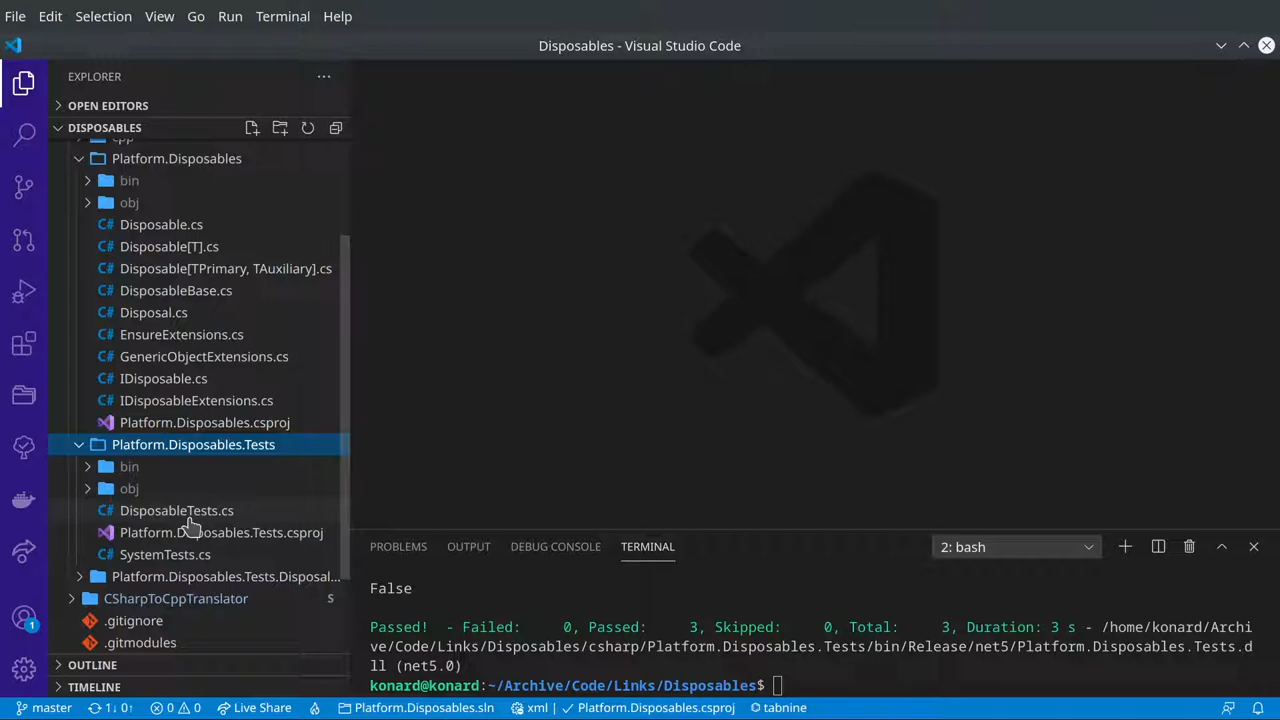 File Edit Selection View Go Run Terminal Help
Disposables - Visual Studio Code
EXPLORER
OPEN EDITORS
DISPOSABLES
cpp
Platform.Disposables
bin
obj
C# Disposable.cs
C# Disposable[T].cs
C# Disposable[TPrimary, TAuxiliary].cs
C# DisposableBase.cs
C# Disposal.cs
C# EnsureExtensions.cs
C# GenericObjectExtensions.cs
C# IDisposable.cs
C# IDisposableExtensions.cs
Platform.Disposables.csproj
Platform.Disposables.Tests
bin
obj
C# DisposableTests.cs
Platform.Disposables.Tests.csproj
C# SystemTests.cs
Platform.Disposables.Tests.Disposal...
CSharpToCppTranslator S
.gitignore
.gitmodules
OUTLINE
TIMELINE
1
PROBLEMS OUTPUT DEBUG CONSOLE TERMINAL 2: bash
False
Passed! - Failed: 0, Passed: 3, Skipped: 0, Total: 3, Duration: 3 s - /home/konard/Archi
ve/Code/Links/Disposables/csharp/Platform.Disposables.Tests/bin/Release/net5/Platform.Disposables.Tests.d
ll (net5.0)
konard@konard:~/Archive/Code/Links/Disposables$
master 1↓ 0↑ 0 0 Live Share Platform.Disposables.sln xml Platform.Disposables.csproj tabnine